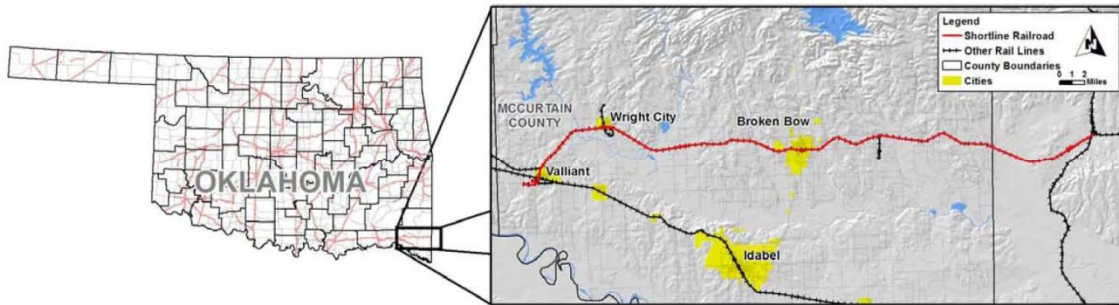 OKLAHOMA
MCCURTAIN
COUNTY
Wright City
Broken Bow
Valliant
Idabel
Legend
Shortline Railroad
Other Rail Lines
County Boundaries
Cities
N
0 1 2
Miles